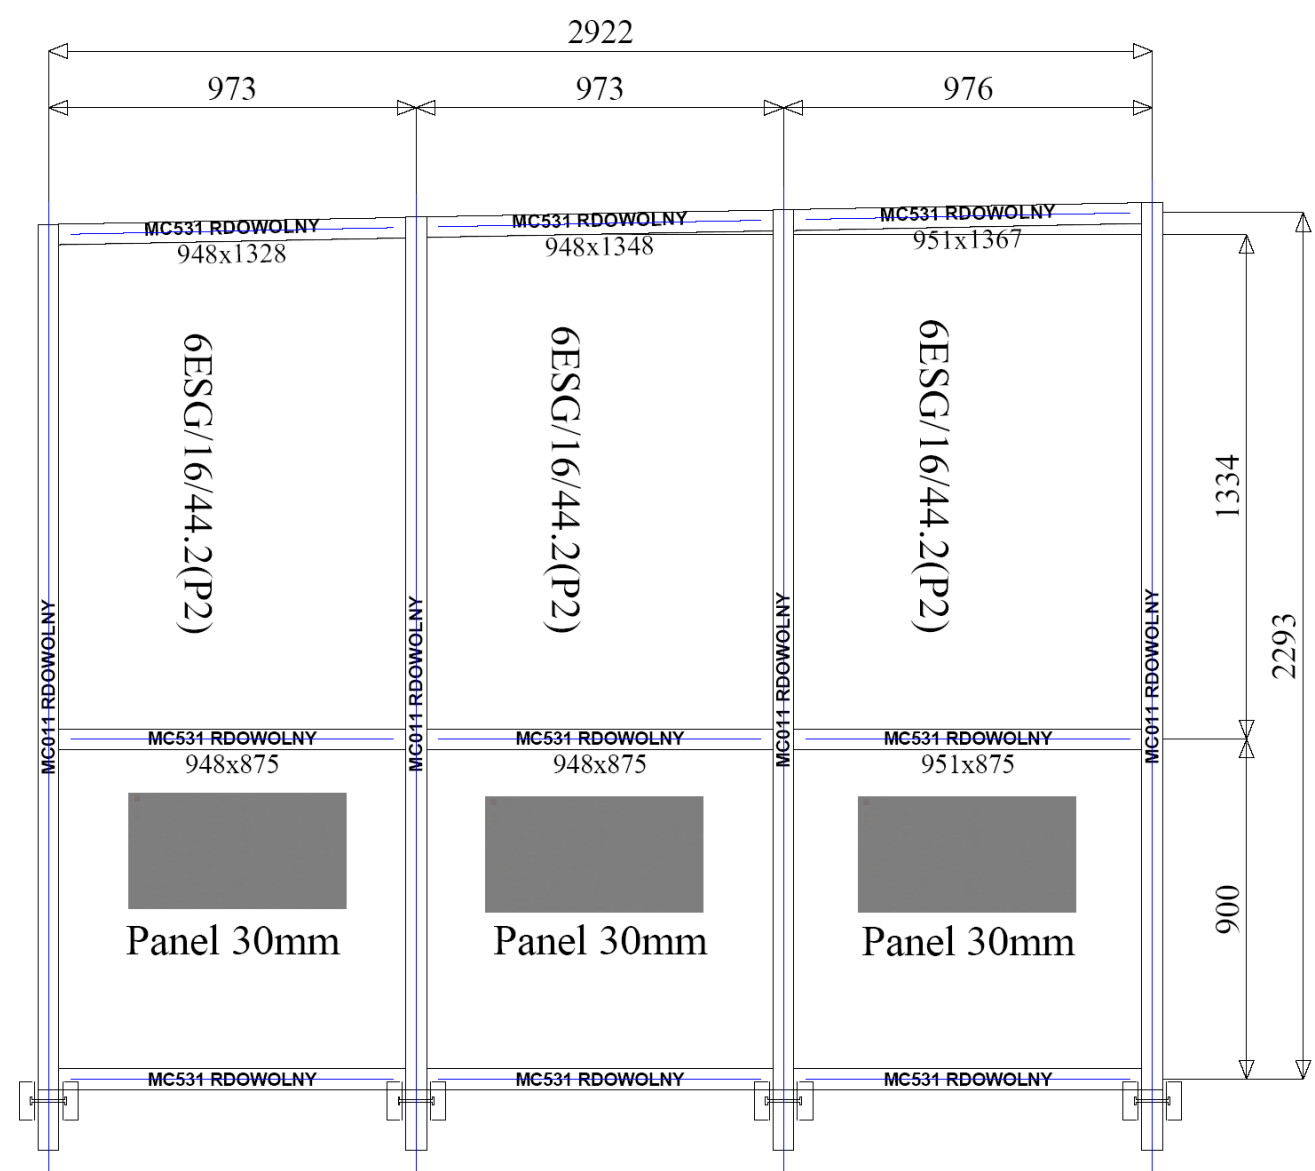 2922
973
973
976
MC531 RDOWOLNY
MC531 RDOWOLNY
MC531 RDOWOLNY
948x1328
948x1348
951x1367
6ESG/16/44.2(P2)
6ESG/16/44.2(P2)
6ESG/16/44.2(P2)
1334
2293
MC011 RDOWOLNY
MC011 RDOWOLNY
MC011 RDOWOLNY
MC011 RDOWOLNY
MC531 RDOWOLNY
MC531 RDOWOLNY
MC531 RDOWOLNY
948x875
948x875
951x875
900
Panel 30mm
Panel 30mm
Panel 30mm
MC531 RDOWOLNY
MC531 RDOWOLNY
MC531 RDOWOLNY